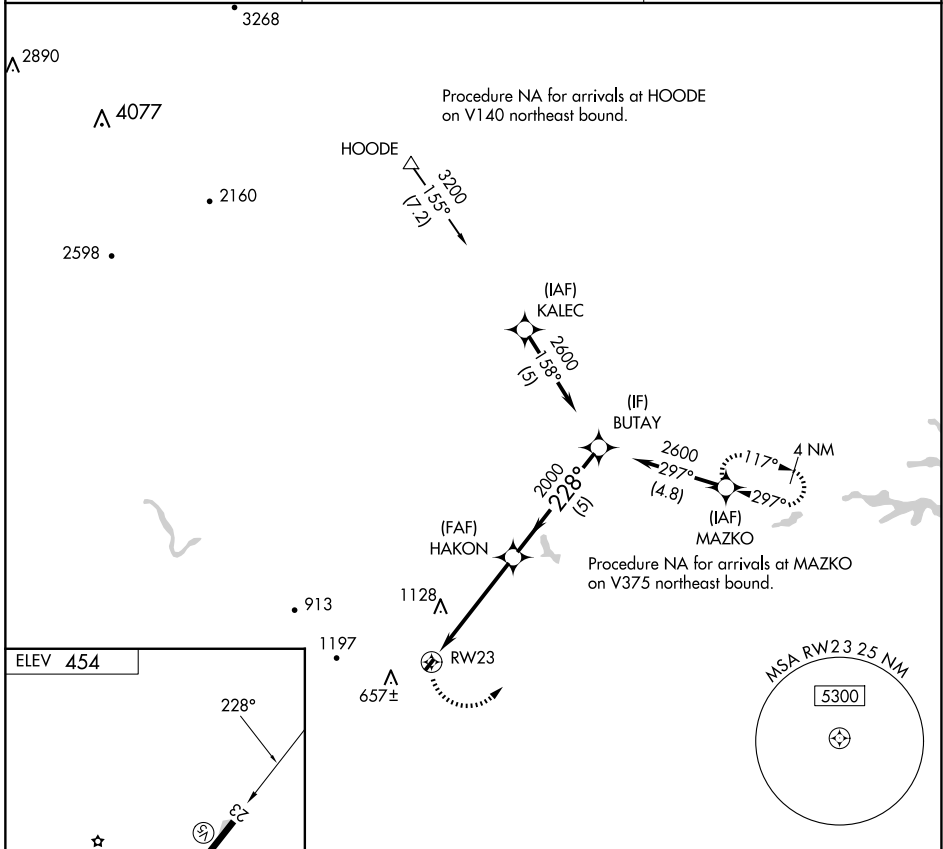 3268
2890
4077
Procedure NA for arrivals at HOODE
on V140 northeast bound.
HOODE
3200
155°
(7.2)
2160
2598
(IAF)
KALEC
2600
158°
(5)
(IF)
BUTAY
2600
297°
(4.8)
117°
4 NM
297°
(IAF)
MAZKO
2000
228°
(5)
(FAF)
HAKON
Procedure NA for arrivals at MAZKO
on V375 northeast bound.
1128
913
1197
RW23
657±
ELEV 454
228°
23
V5
MSA RW23 25 NM
5300